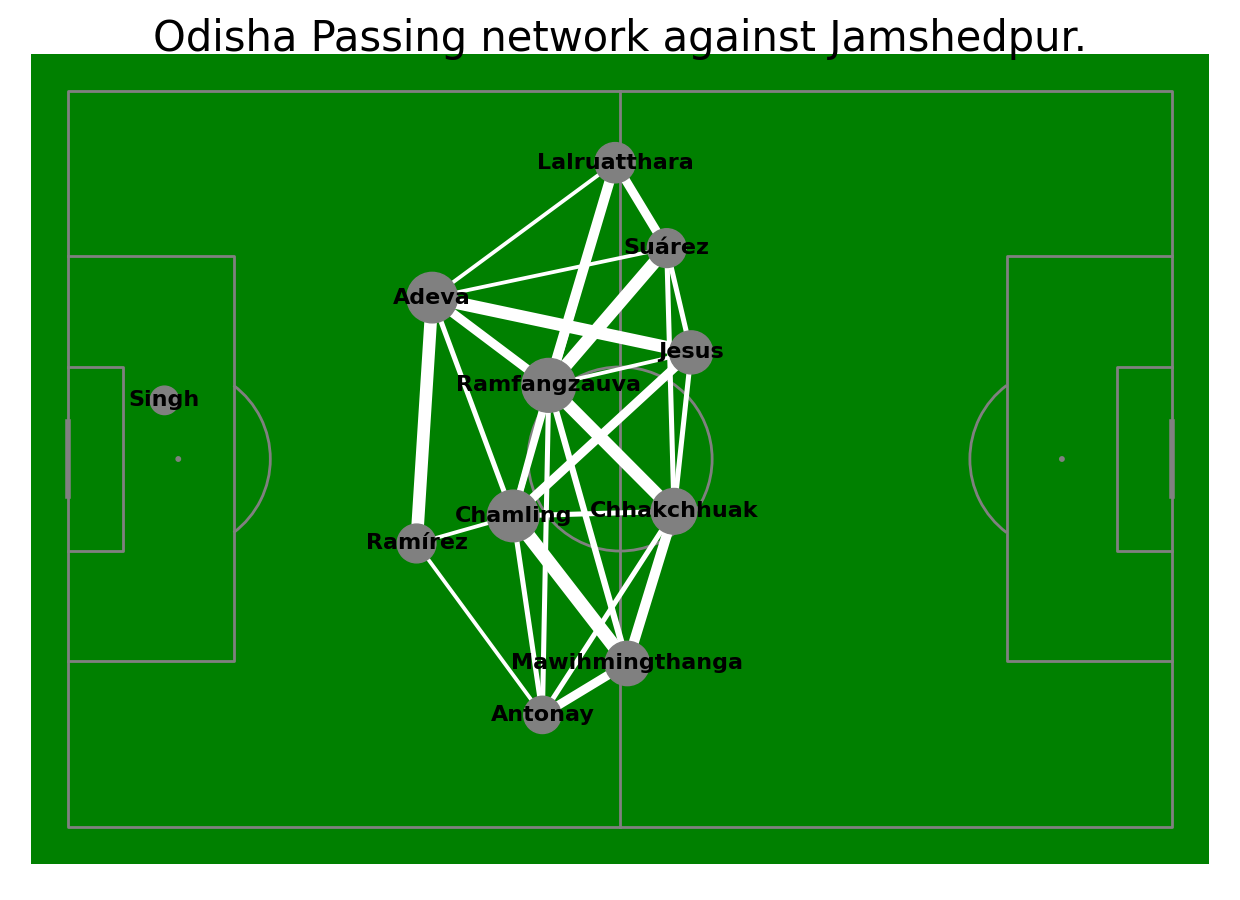 Odisha Passing network against Jamshedpur.
Lalruatthara
Suárez
Adeva
Jesus
Ramfangzauva
Singh
Chhakchhuak
Chamling
Ramírez
Mawihmingthanga
Antonay